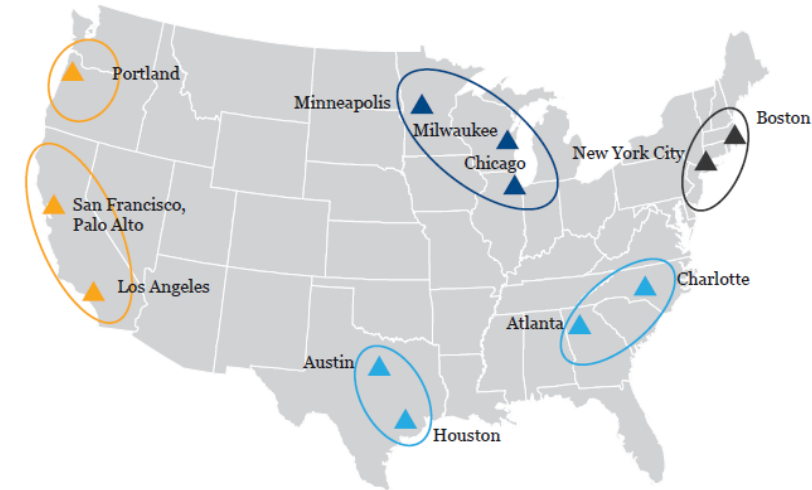 Portland
Minneapolis
Milwaukee
Chicago
Boston
New York City
San Francisco,
Palo Alto
Los Angeles
Charlotte
Atlanta
Austin
Houston